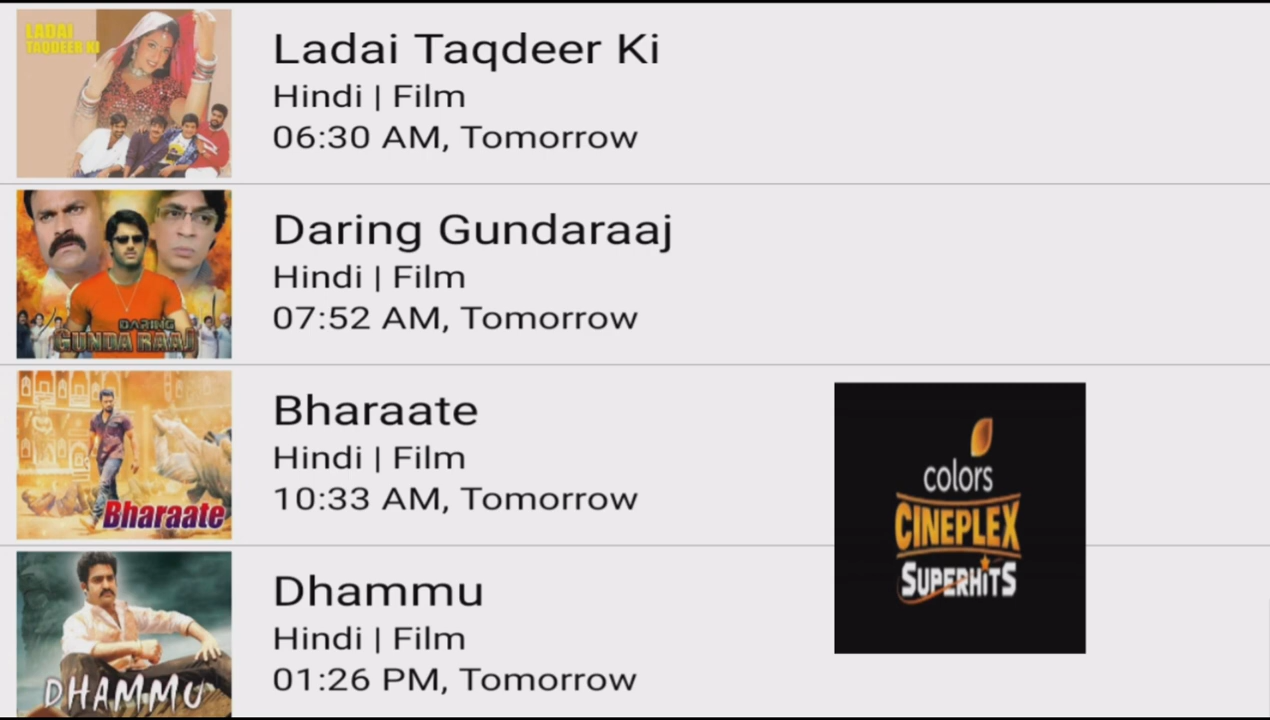 LADAI
TAQDEER KI
Ladai Taqdeer Ki
Hindi | Film
06:30 AM, Tomorrow
DARING
GUNDA RAAJ
Daring Gundaraaj
Hindi | Film
07:52 AM, Tomorrow
Bharaate
Bharaate
Hindi | Film
10:33 AM, Tomorrow
DHAMMU
Dhammu
Hindi | Film
01:26 PM, Tomorrow
colors
CINEPLEX
SUPERHITS